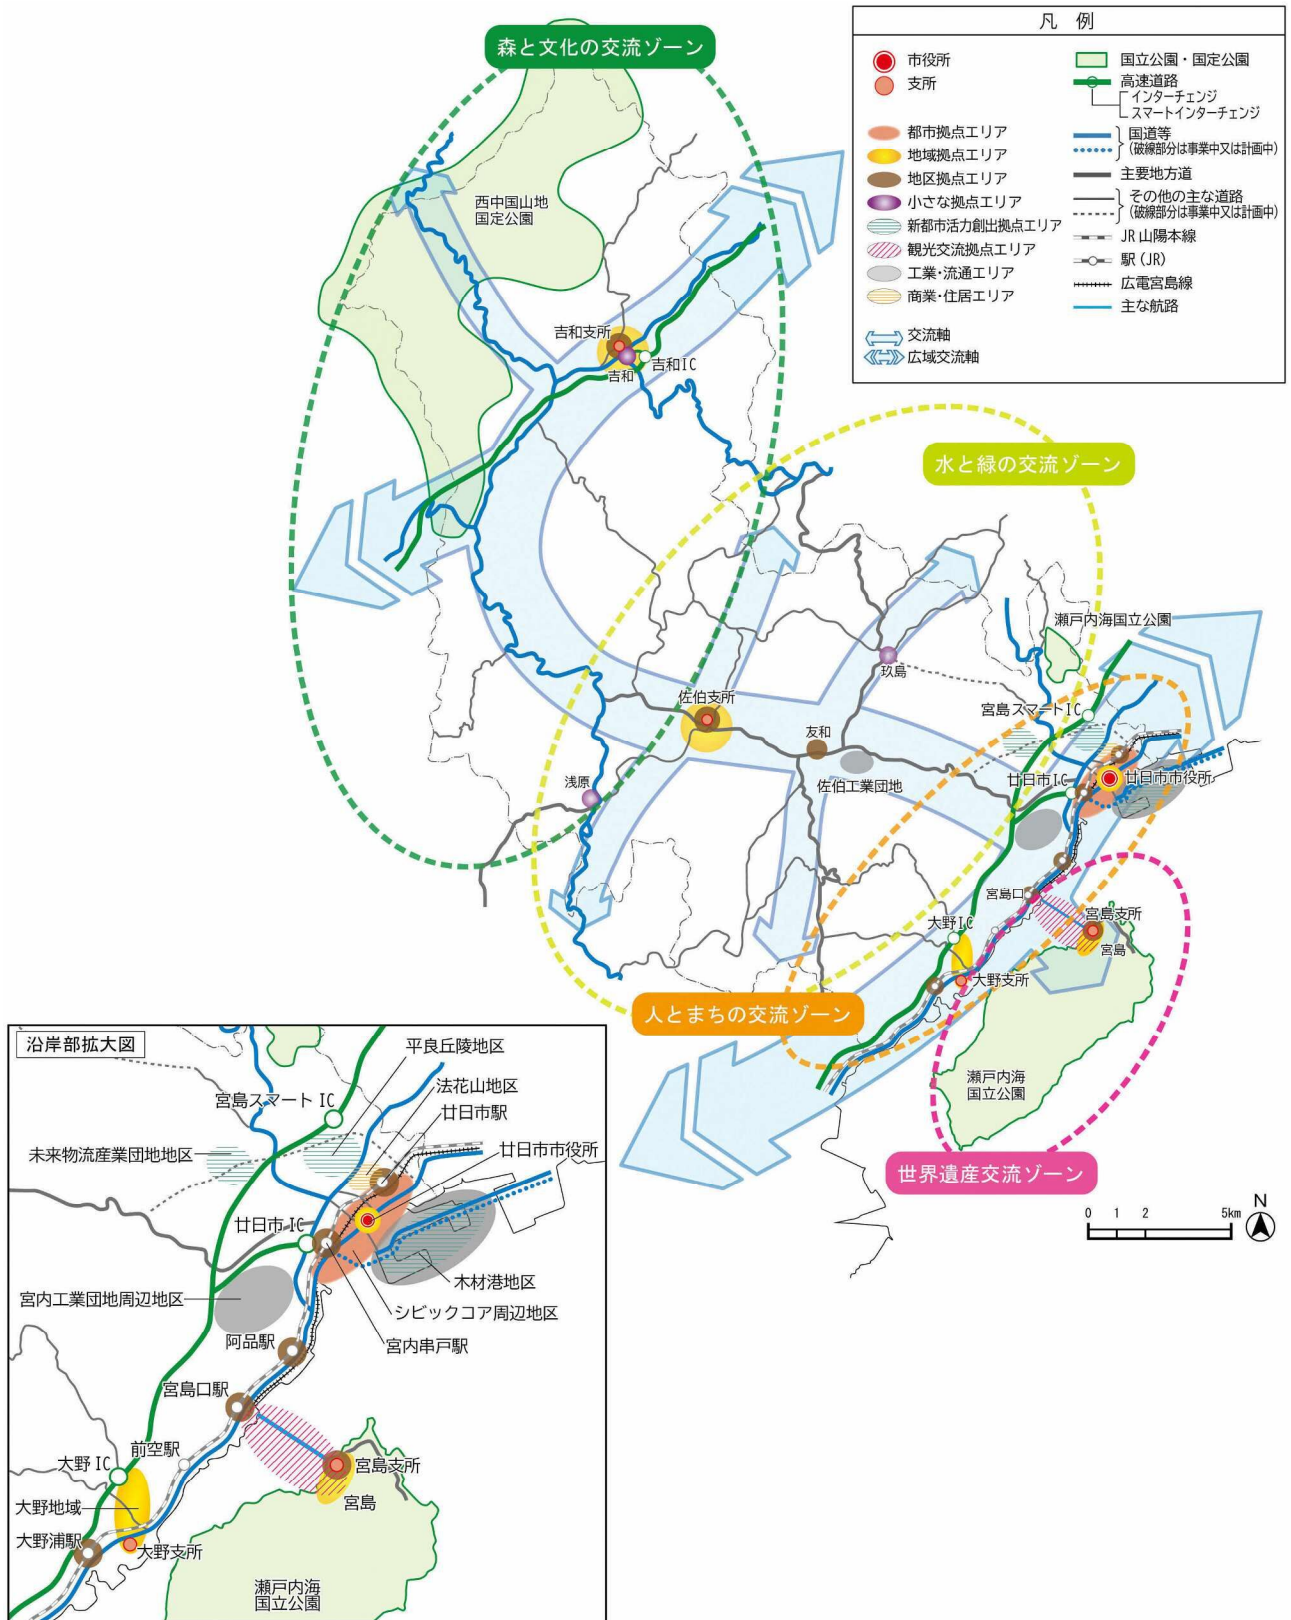 森と文化の交流ゾーン
凡 例
市役所
支所
都市拠点エリア
地域拠点エリア
地区拠点エリア
小さな拠点エリア
新都市活力創出拠点エリア
観光交流拠点エリア
工業・流通エリア
商業・住居エリア
交流軸
広域交流軸
国立公園・国定公園
高速道路
インターチェンジ
スマートインターチェンジ
国道等
(破線部分は事業中又は計画中)
主要地方道
その他の主な道路
(破線部分は事業中又は計画中)
JR山陽本線
駅(JR)
広電宮島線
主な航路
西中国山地
国定公園
吉和支所
吉和IC
吉和
水と緑の交流ゾーン
瀬戸内海国立公園
玖島
佐伯支所
宮島スマートIC
友和
浅原
佐伯工業団地
廿日市IC
廿日市市役所
宮島口
宮島支所
大野IC
宮島
大野支所
人とまちの交流ゾーン
瀬戸内海
国立公園
世界遺産交流ゾーン
0 1 2 5km
N
沿岸部拡大図
平良丘陵地区
宮島スマート IC
法花山地区
廿日市駅
未来物流産業団地地区
廿日市市役所
廿日市 IC
木材港地区
宮内工業団地周辺地区
シビックコア周辺地区
阿品駅
宮内串戸駅
宮島口駅
前空駅
大野 IC
宮島支所
大野地域
宮島
大野浦駅
大野支所
瀬戸内海
国立公園